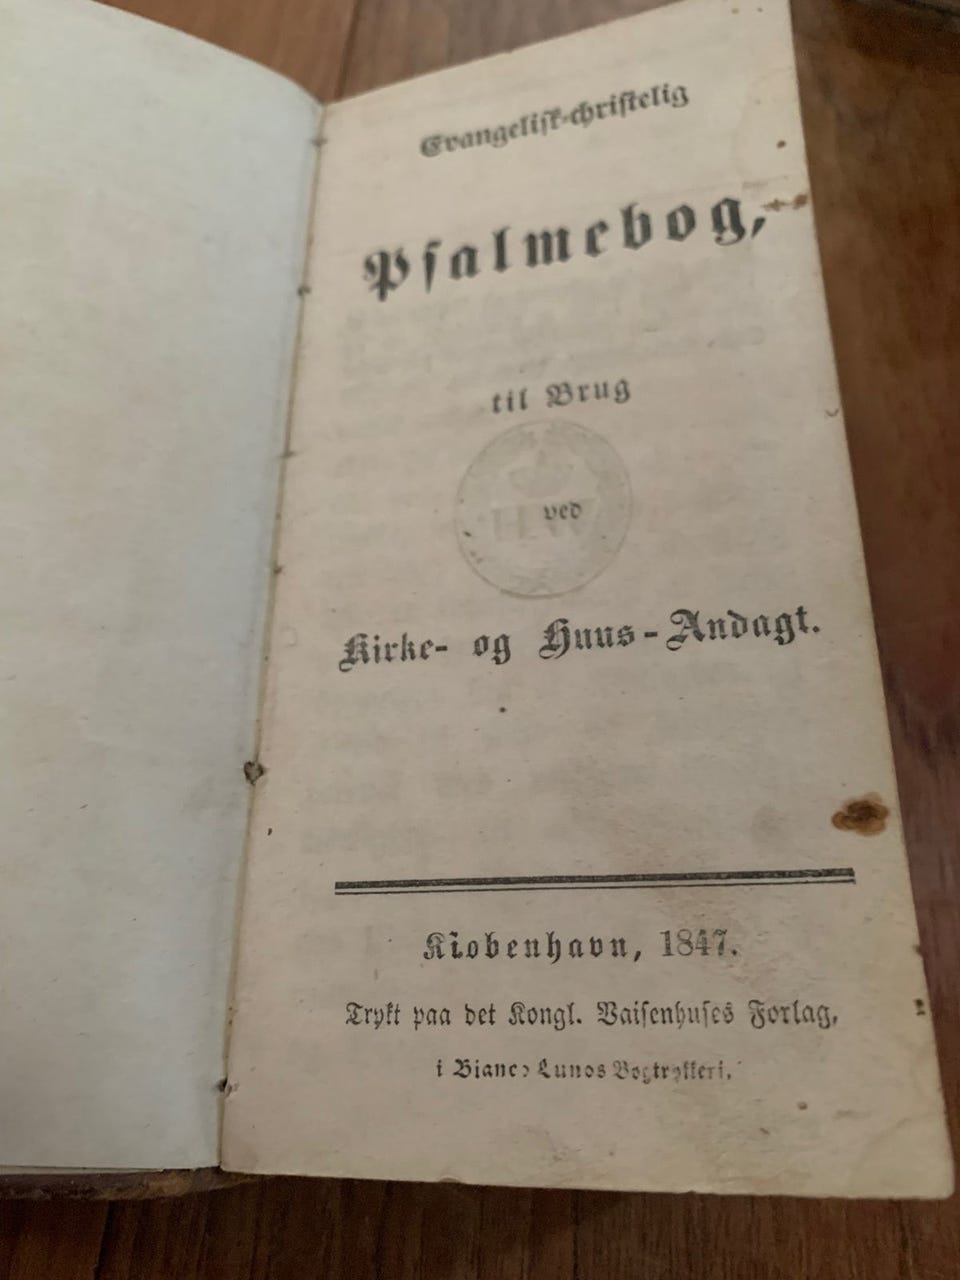 Evangelisk-christelig
Psalmebog,
til Brug
ved
HW
Kirke- og Huus-Andagt.
Kiobenhavn, 1847.
Trykt paa det Kongl. Vaisenhuses Forlag,
i Bianco Lunos Bogtrykkeri.